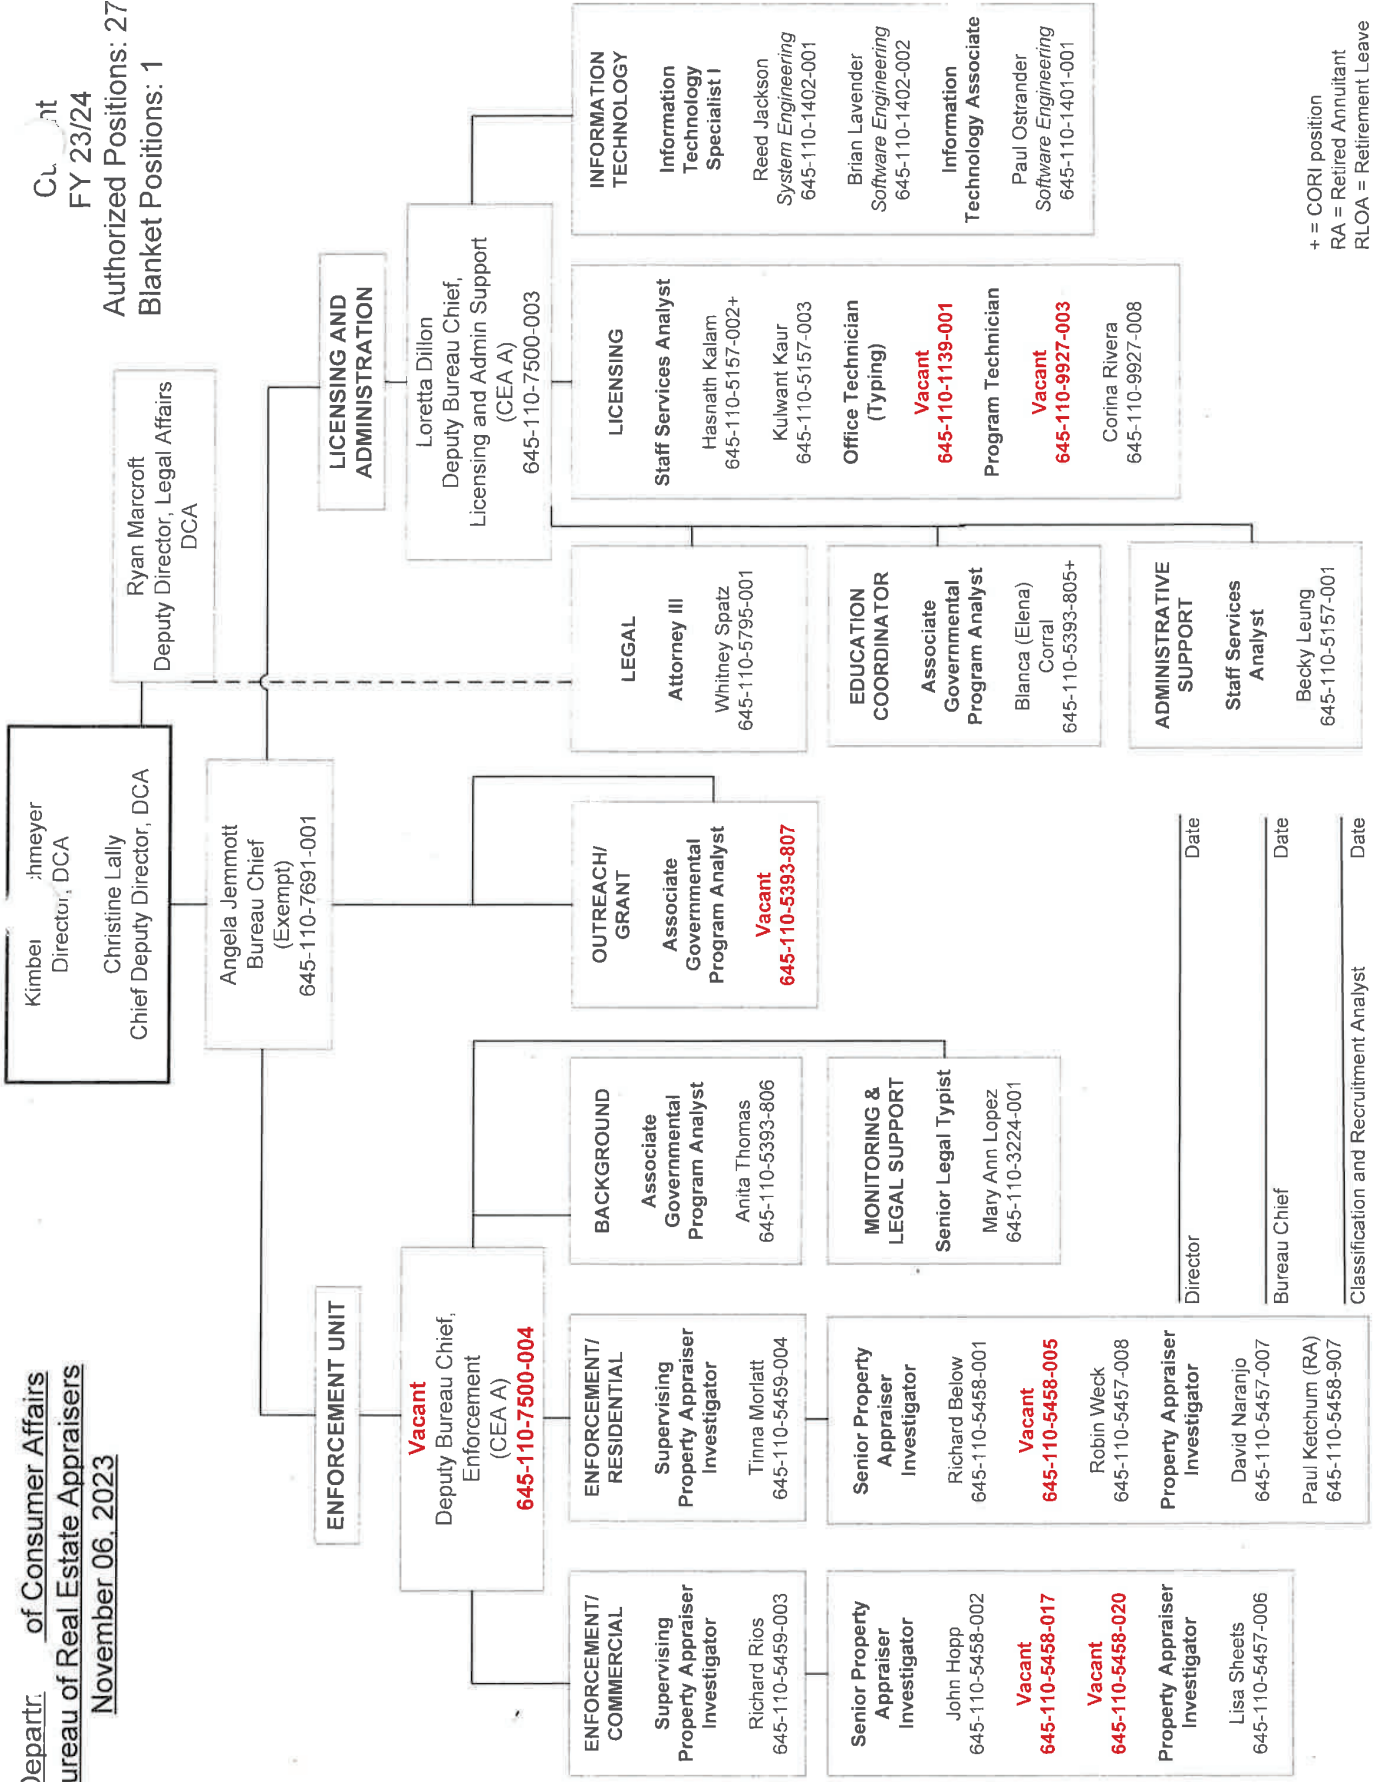 of Consumer Affairs
of Real Estate Appraisers
November 06, 2023
Director, DCA
Christine Lally
Chief Deputy Director, DCA
FY 23/24
Authorized Positions: 27
Blanket Positions: 1
Ryan Marcroft
Deputy Director, Legal Affairs
DCA
Angela Jemmott
Bureau Chief
(Exempt)
645-110-7691-001
ENFORCEMENT UNIT
Vacant
Deputy Bureau Chief,
Enforcement
(CEA A)
645-110-7500-004
LICENSING AND
ADMINISTRATION
Loretta Dillon
Deputy Bureau Chief,
Licensing and Admin Support
(CEA A)
645-110-7500-003
ENFORCEMENT/
COMMERCIAL
Supervising
Property Appraiser
Investigator
Richard Rios
645-110-5459-003
Senior Property
Appraiser
Investigator
John Hopp
645-110-5458-002
Vacant
645-110-5458-017
Vacant
645-110-5458-020
Property Appraiser
Investigator
Lisa Sheets
645-110-5457-006
ENFORCEMENT/
RESIDENTIAL
Supervising
Property Appraiser
Investigator
Tinna Morlatt
645-110-5459-004
Senior Property
Appraiser
Investigator
Richard Below
645-110-5458-001
Vacant
645-110-5458-005
Robin Weck
645-110-5457-008
Property Appraiser
Investigator
David Naranjo
645-110-5457-007
Paul Ketchum (RA)
645-110-5458-907
BACKGROUND
Associate
Governmental
Program Analyst
Anita Thomas
645-110-5393-806
MONITORING &
LEGAL SUPPORT
Senior Legal Typist
Mary Ann Lopez
645-110-3224-001
OUTREACH/
GRANT
Associate
Governmental
Program Analyst
Vacant
645-110-5393-807
LEGAL
Attorney III
Whitney Spatz
645-110-5795-001
EDUCATION
COORDINATOR
Associate
Governmental
Program Analyst
Blanca (Elena)
Corral
645-110-5393-805+
ADMINISTRATIVE
SUPPORT
Staff Services
Analyst
Becky Leung
645-110-5157-001
LICENSING
Staff Services Analyst
Hasnath Kalam
645-110-5157-002+
Kulwant Kaur
645-110-5157-003
Office Technician
(Typing)
Vacant
645-110-1139-001
Program Technician
Vacant
645-110-9927-003
Corina Rivera
645-110-9927-008
INFORMATION
TECHNOLOGY
Information
Technology
Specialist I
Reed Jackson
System Engineering
645-110-1402-001
Brian Lavender
Software Engineering
645-110-1402-002
Information
Technology Associate
Paul Ostrander
Software Engineering
645-110-1401-001
Director Date
Bureau Chief Date
Classification and Recruitment Analyst Date
+ = CORI position
RA = Retired Annuitant
RLOA = Retirement Leave